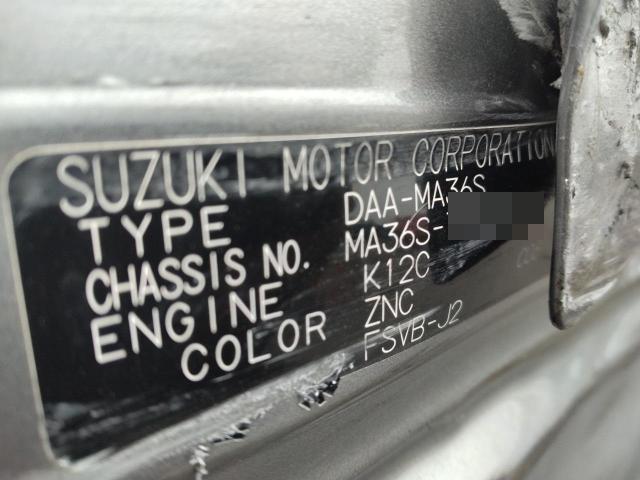 SUZUKI MOTOR CORPORATION
TYPE DAA-MA36S
CHASSIS NO. MA36S-
ENGINE K12C
COLOR ZNC
FSVB-J2